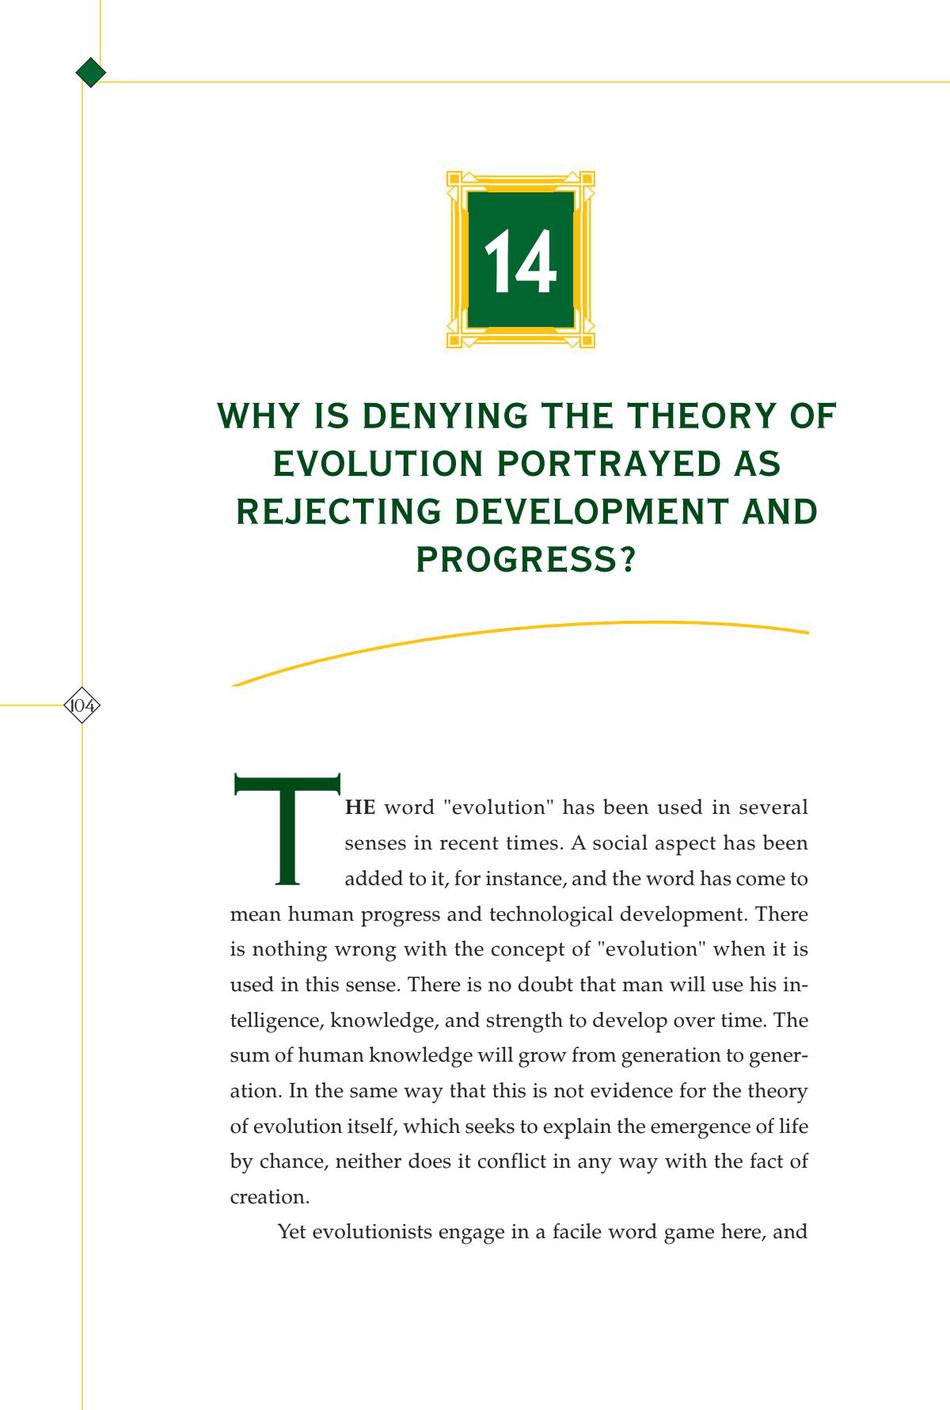 14
WHY IS DENYING THE THEORY OF
EVOLUTION PORTRAYED AS
REJECTING DEVELOPMENT AND
PROGRESS?
104
THE word "evolution" has been used in several
senses in recent times. A social aspect has been
added to it, for instance, and the word has come to
mean human progress and technological development. There
is nothing wrong with the concept of "evolution" when it is
used in this sense. There is no doubt that man will use his in-
telligence, knowledge, and strength to develop over time. The
sum of human knowledge will grow from generation to gener-
ation. In the same way that this is not evidence for the theory
of evolution itself, which seeks to explain the emergence of life
by chance, neither does it conflict in any way with the fact of
creation.
Yet evolutionists engage in a facile word game here, and